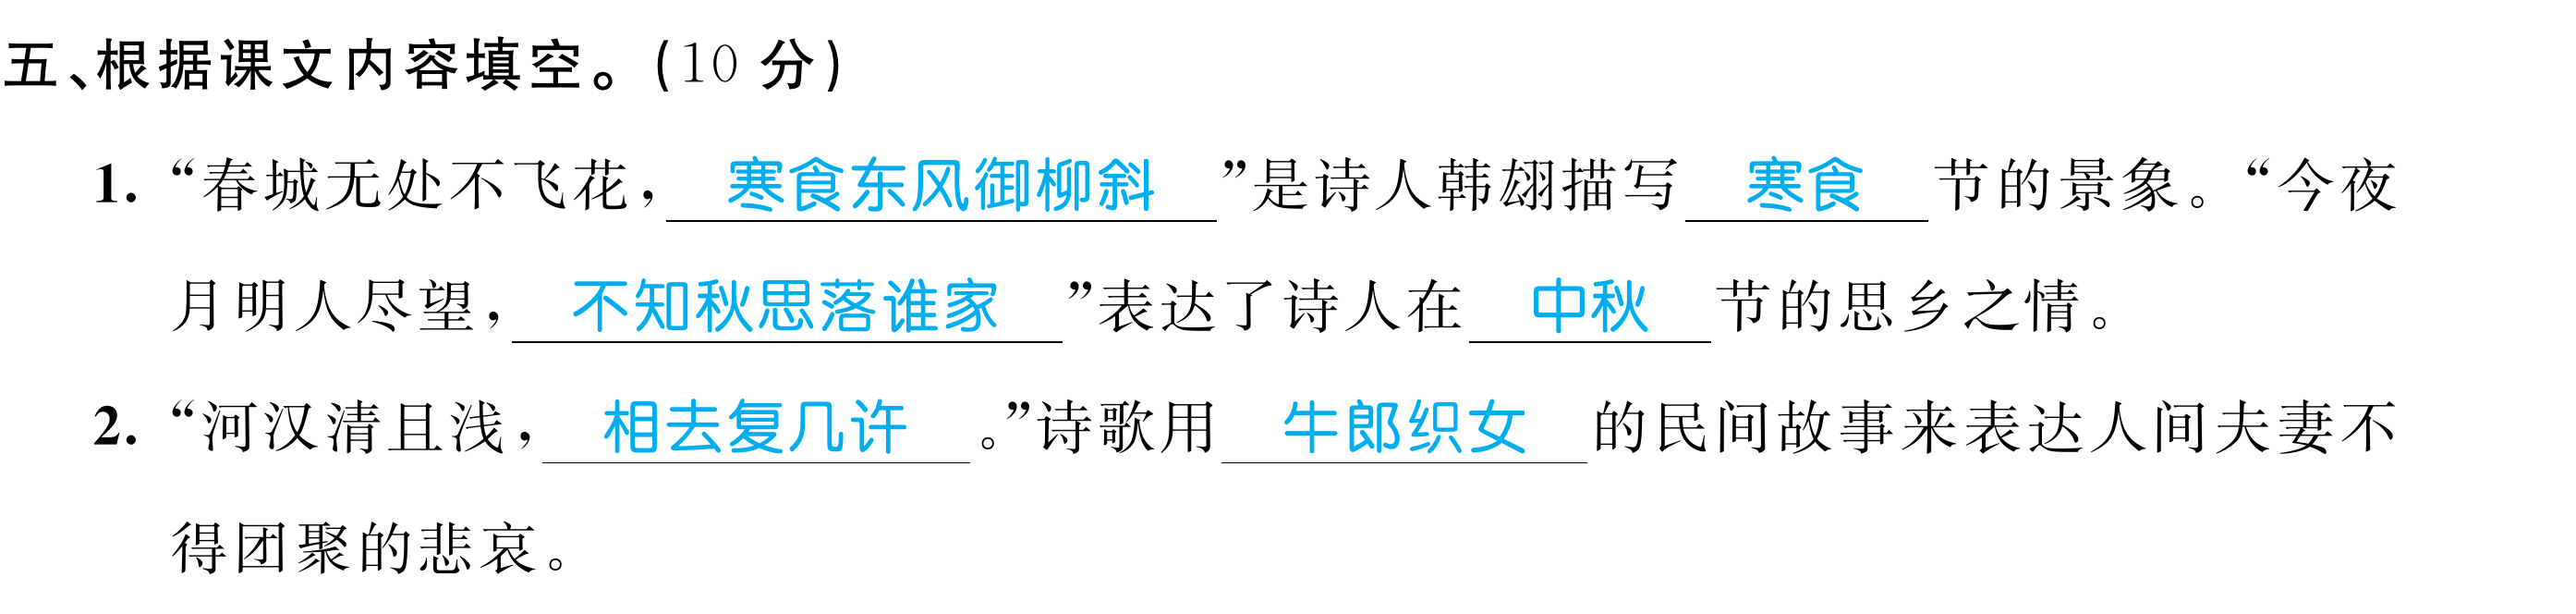 五、根据课文内容填空。(10 分)
1. “春城无处不飞花，寒食东风御柳斜”是诗人韩翃描写寒食节的景象。“今夜
月明人尽望，不知秋思落谁家”表达了诗人在中秋节的思乡之情。
2. “河汉清且浅，相去复几许。”诗歌用牛郎织女的民间故事来表达人间夫妻不
得团聚的悲哀。